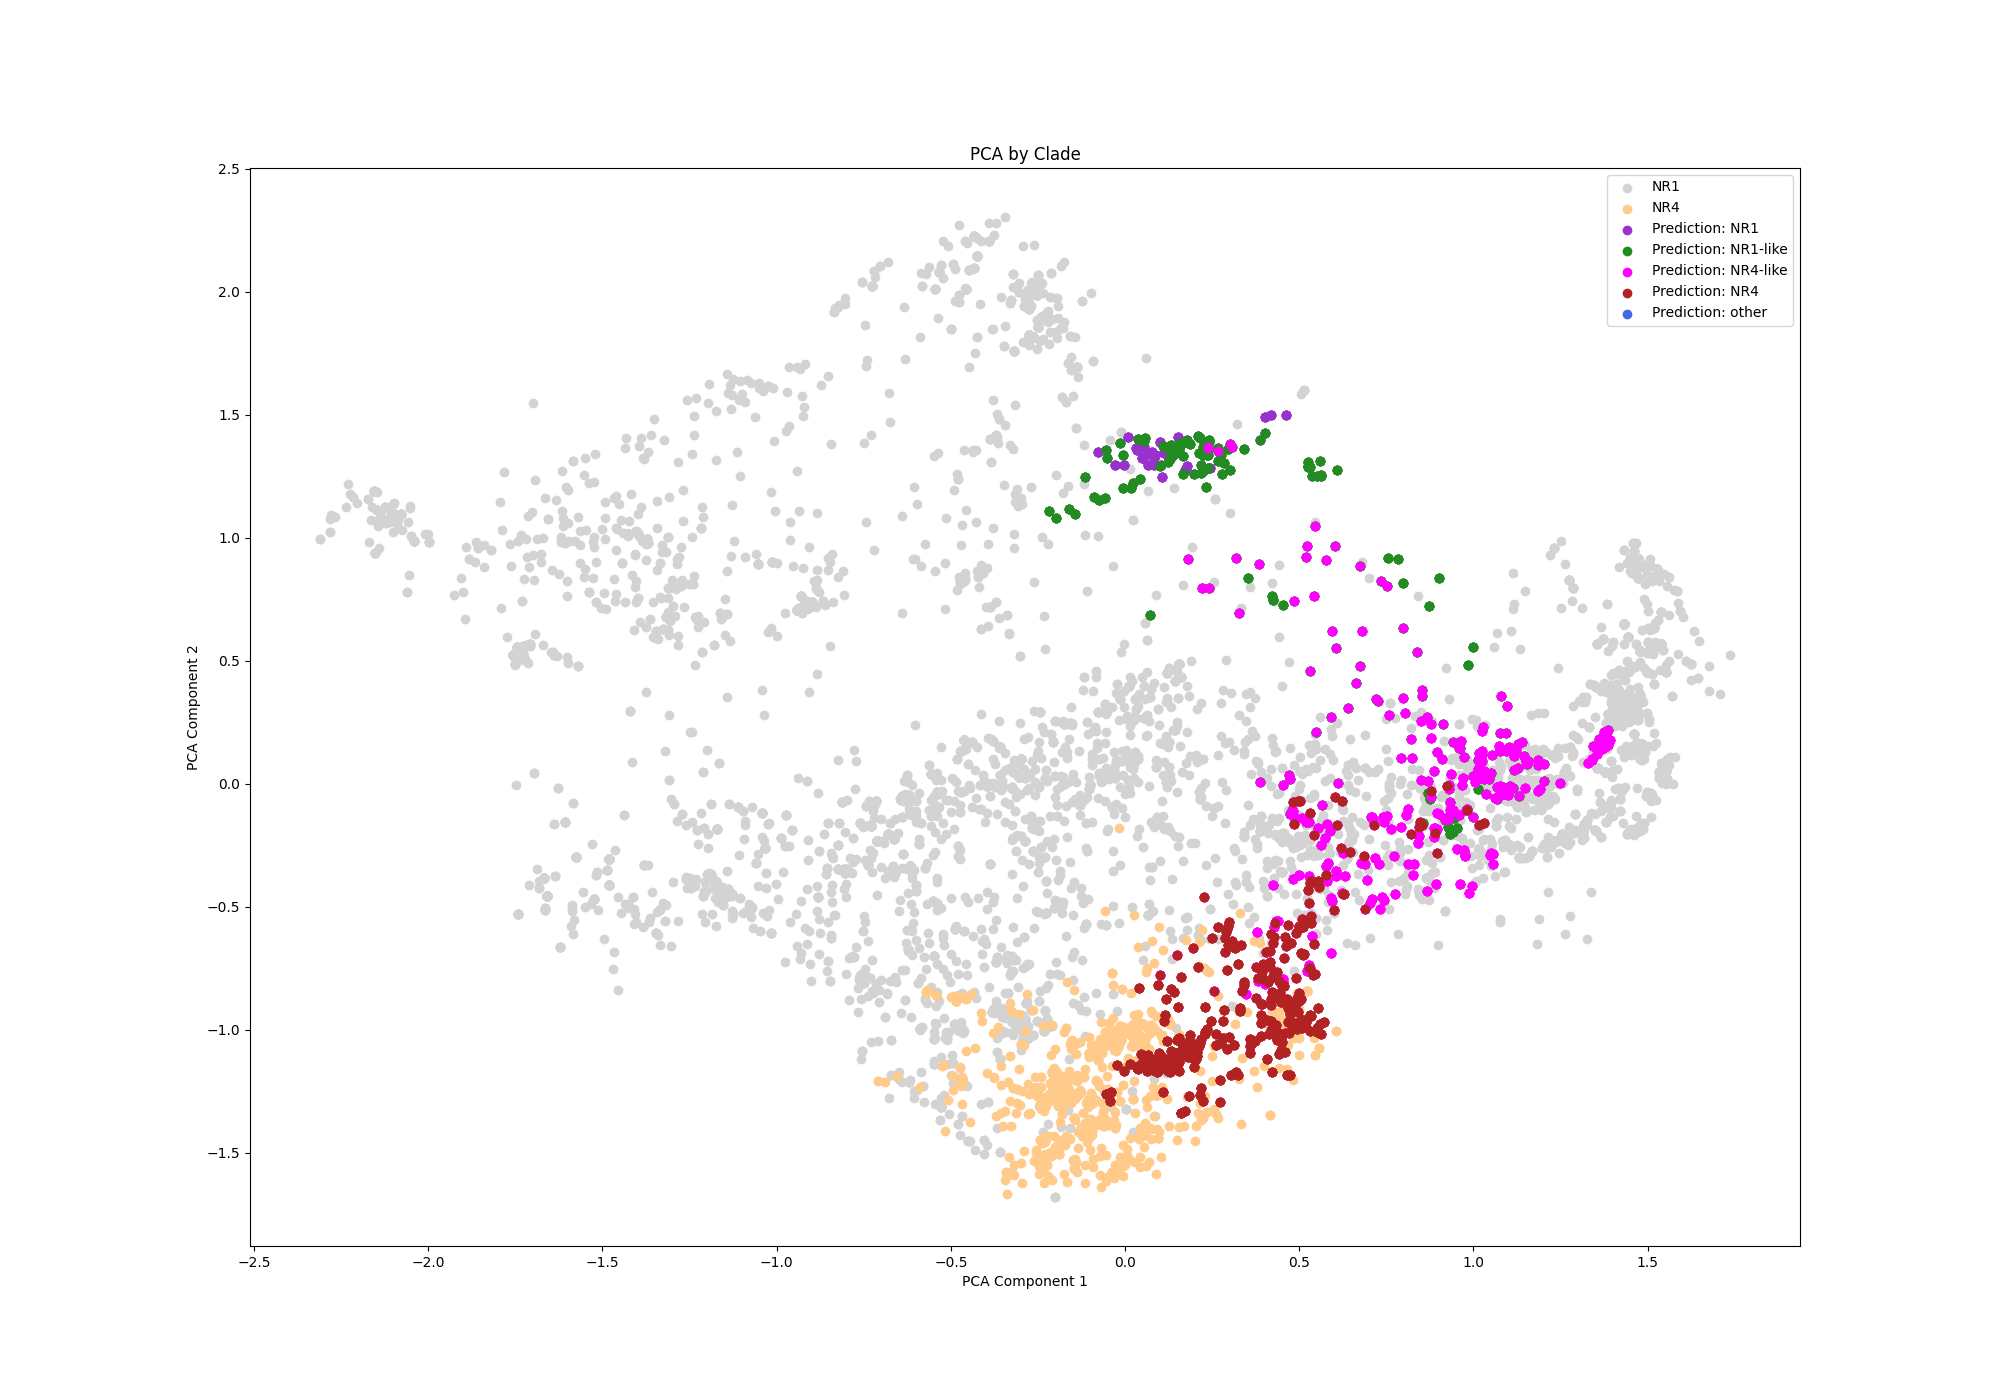 PCA by Clade
NR1
NR4
Prediction: NR1
Prediction: NR1-like
Prediction: NR4-like
Prediction: NR4
Prediction: other
PCA Component 2
2.5
2.0
1.5
1.0
0.5
0.0
−0.5
−1.0
−1.5
−2.5 −2.0 −1.5 −1.0 −0.5 0.0 0.5 1.0 1.5
PCA Component 1